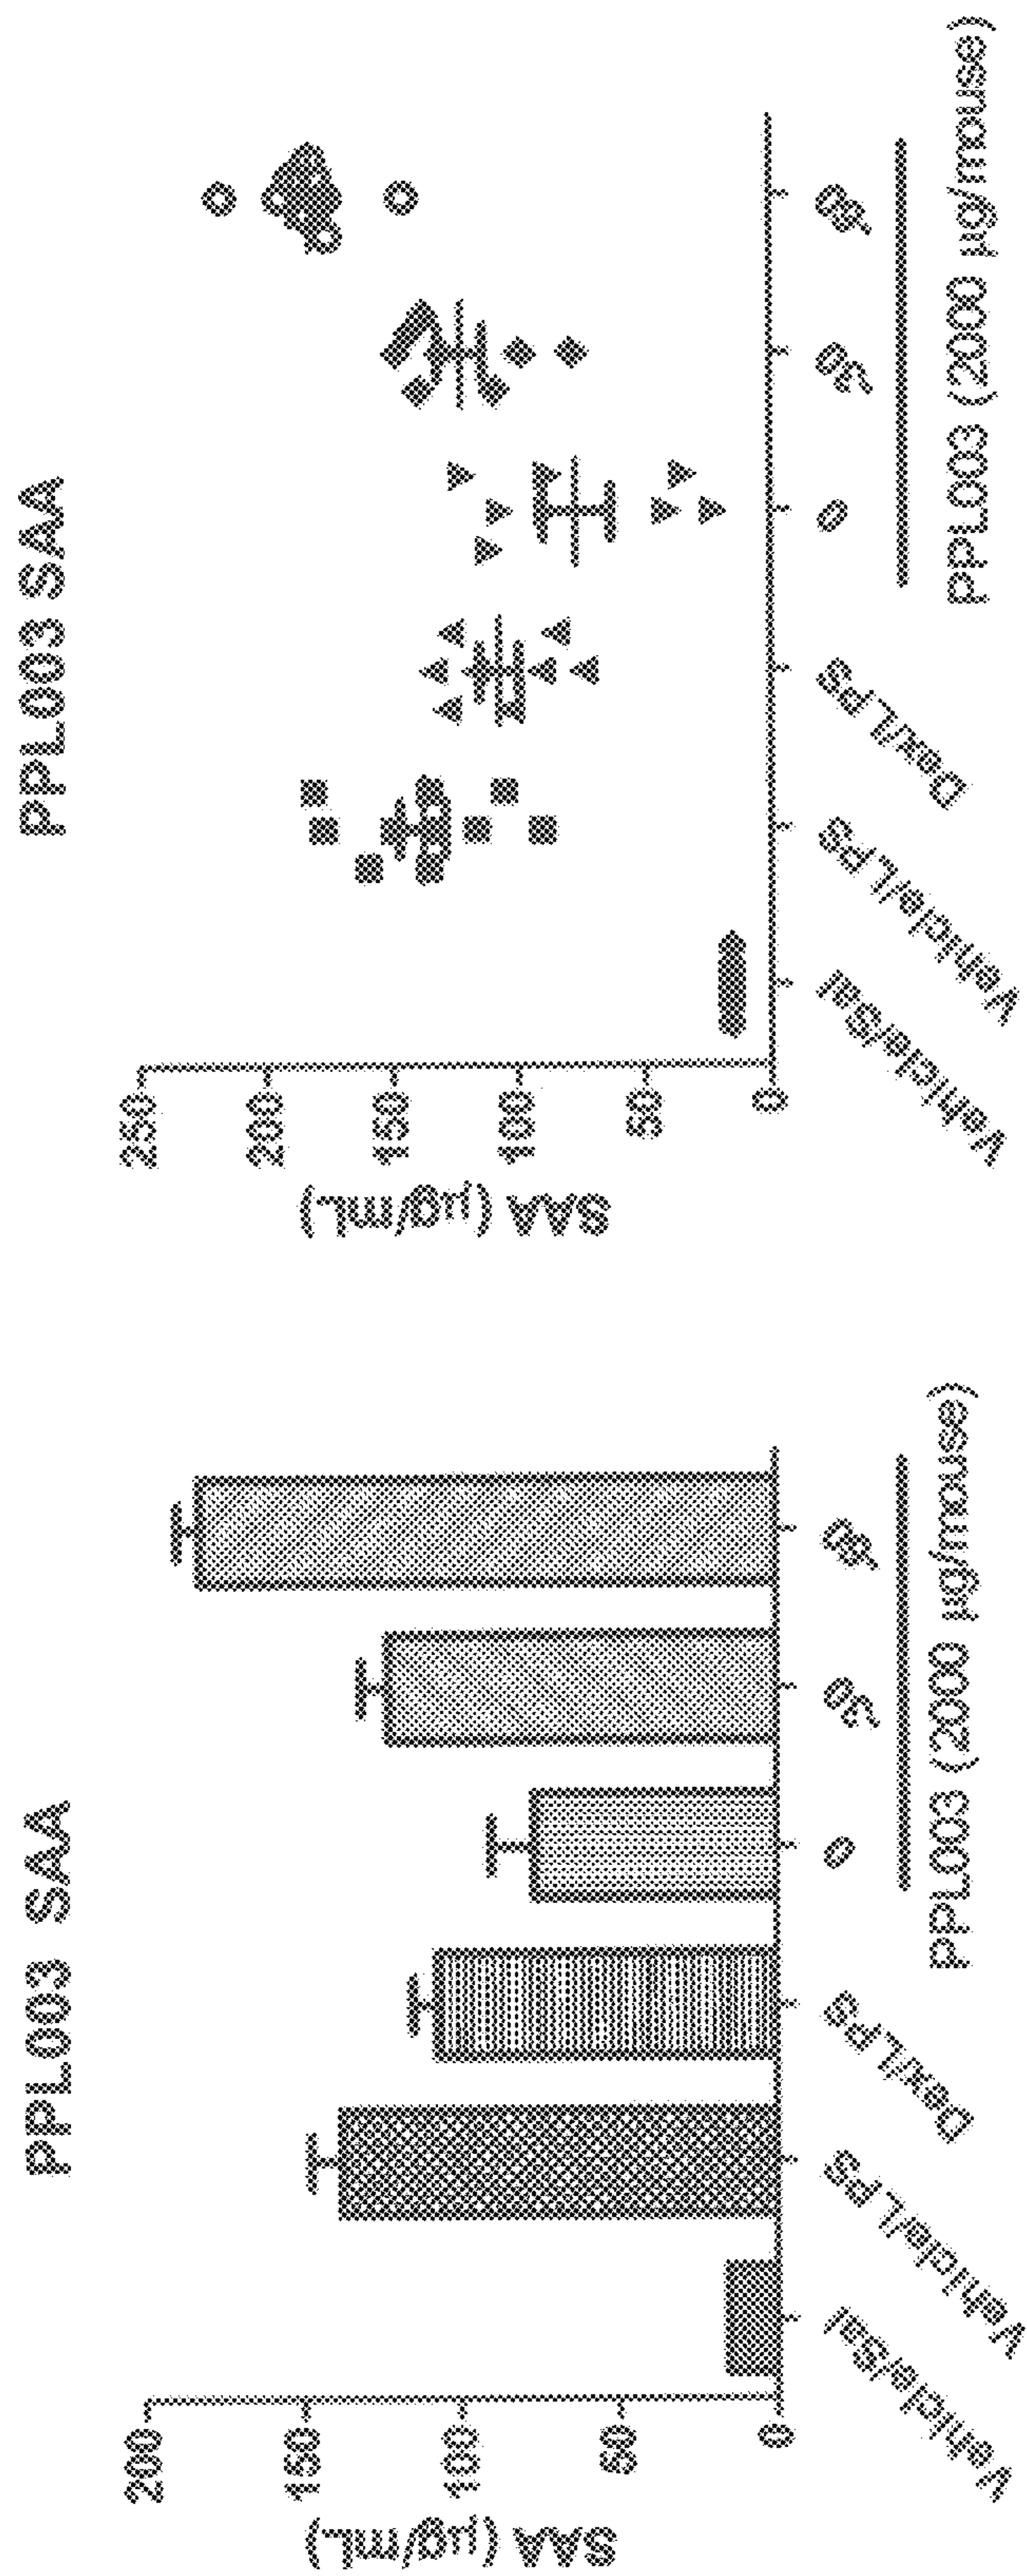 PPL003 SAA
SAA (µg/mL)
200
150
100
50
0
Vehicle/Sal
Vehicle/LPS
Dex/LPS
0
-30
-60
PPL003 (2000 µg/mouse)
PPL003 SAA
SAA (µg/mL)
250
200
150
100
50
0
Vehicle/Sal
Vehicle/LPS
Dex/LPS
0
-30
-60
PPL003 (2000 µg/mouse)